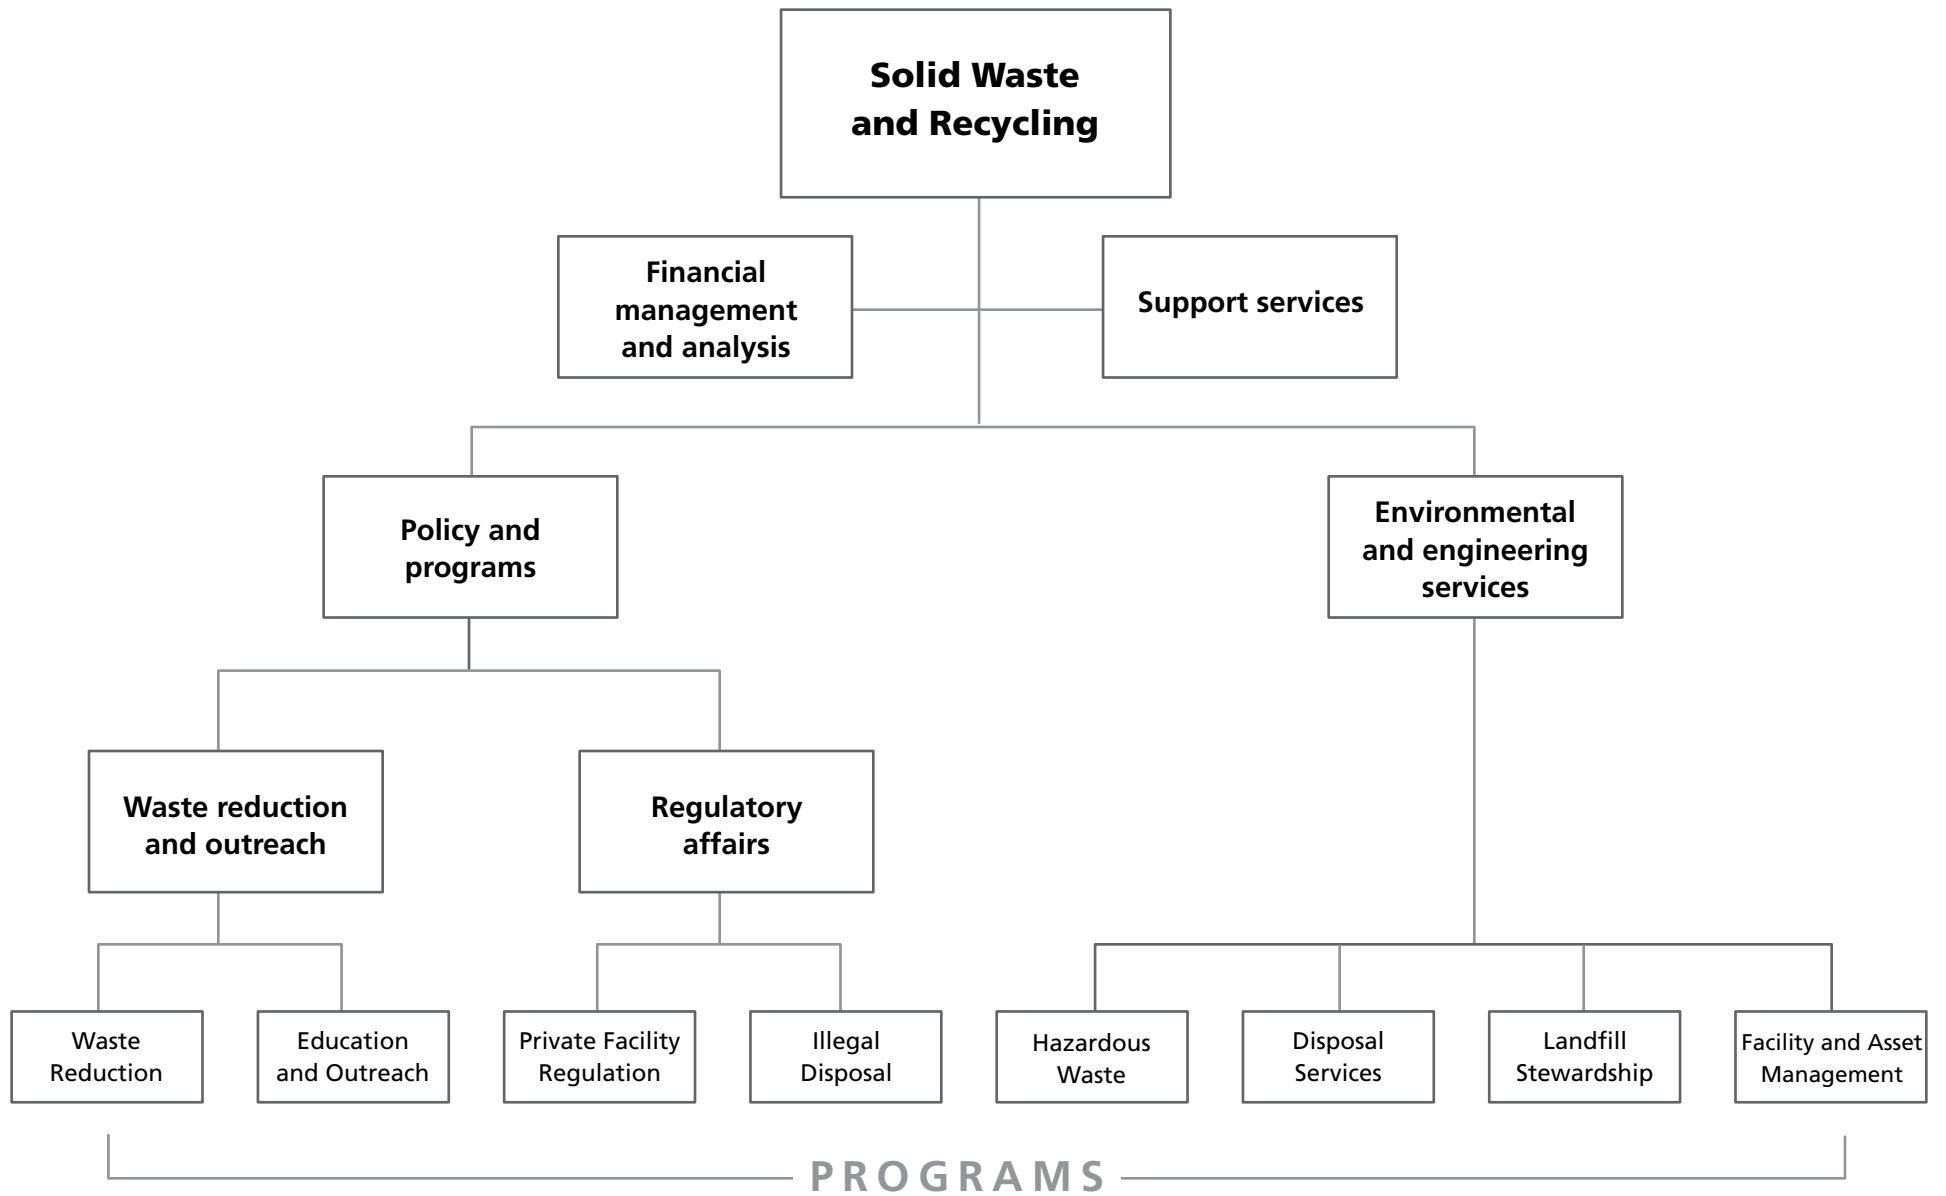 Solid Waste
and Recycling
Financial
management
and analysis
Support services
Policy and
programs
Environmental
and engineering
services
Waste reduction
and outreach
Regulatory
affairs
Waste
Reduction
Education
and Outreach
Private Facility
Regulation
Illegal
Disposal
Hazardous
Waste
Disposal
Services
Landfill
Stewardship
Facility and Asset
Management
PROGRAMS